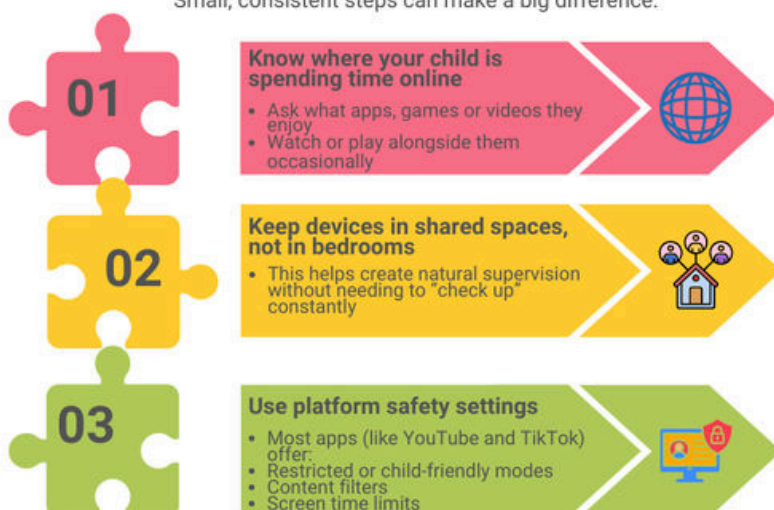 Small, consistent steps can make a big difference.
01
Know where your child is
spending time online
• Ask what apps, games or videos they
enjoy
• Watch or play alongside them
occasionally
02
Keep devices in shared spaces,
not in bedrooms
• This helps create natural supervision
without needing to “check up”
constantly
03
Use platform safety settings
• Most apps (like YouTube and TikTok)
offer:
• Restricted or child-friendly modes
• Content filters
• Screen time limits